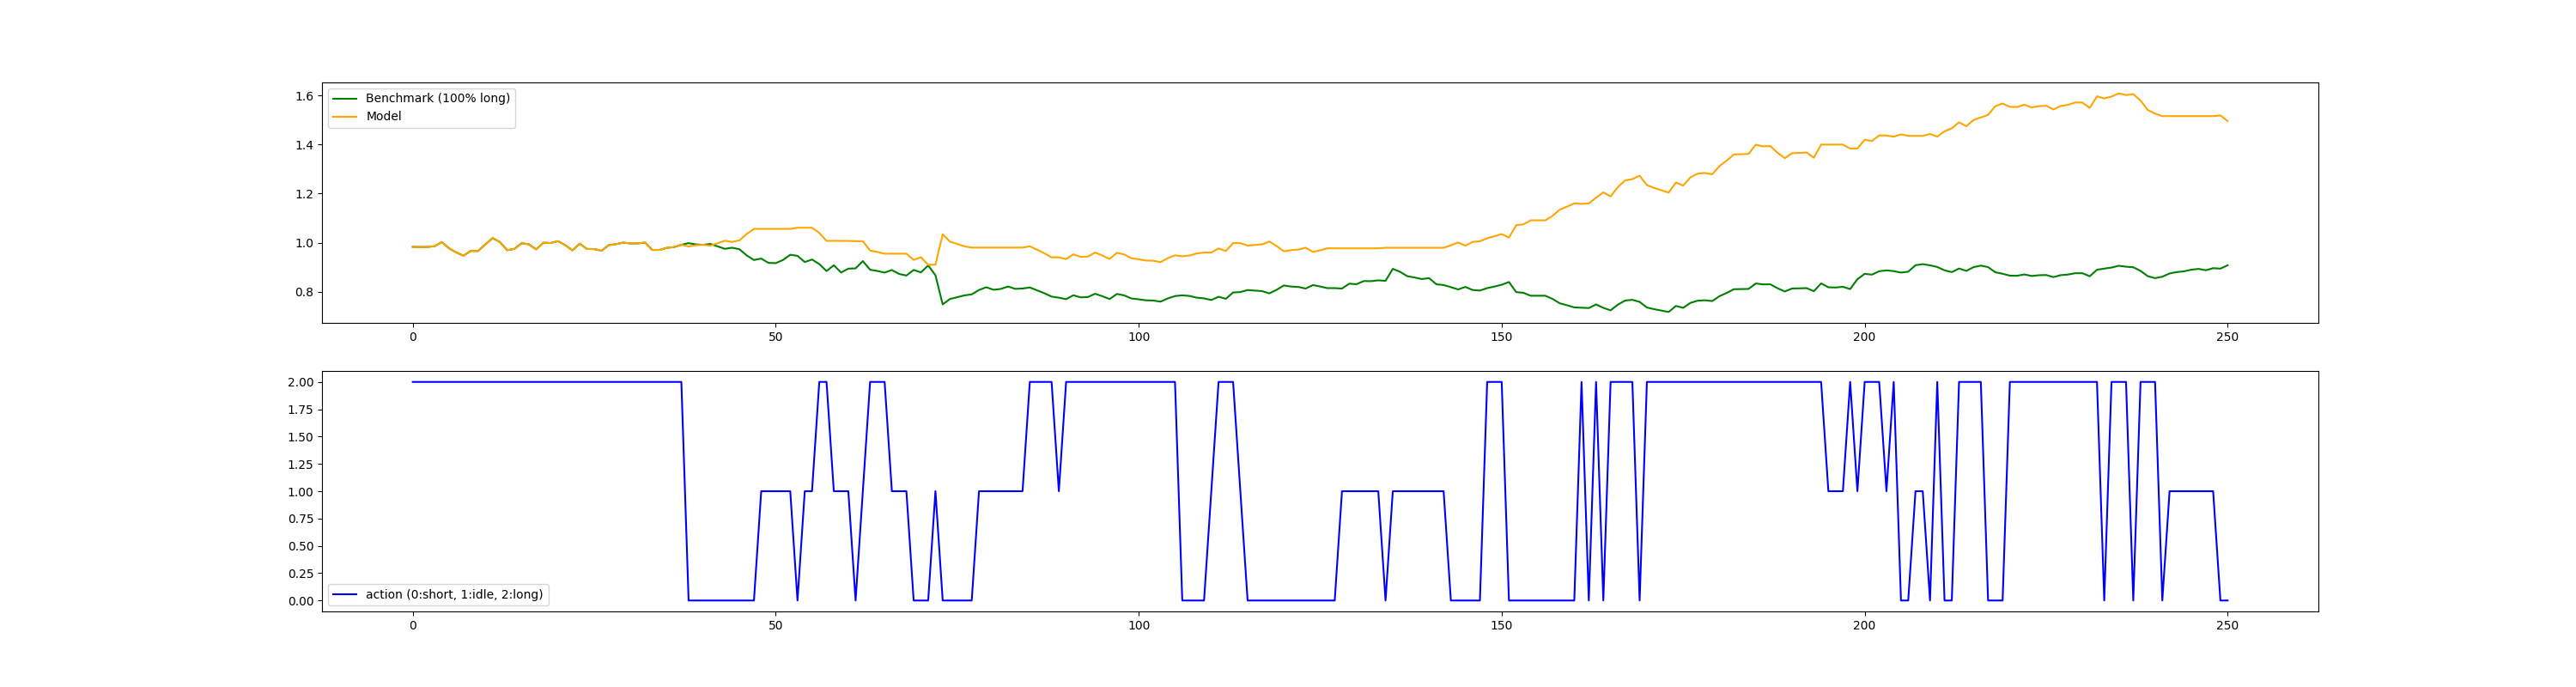 Benchmark (100% long)
Model
1.6
1.4
1.2
1.0
0.8
0 50 100 150 200 250
2.00
1.75
1.50
1.25
1.00
0.75
0.50
0.25
0.00
action (0:short, 1:idle, 2:long)
0 50 100 150 200 250